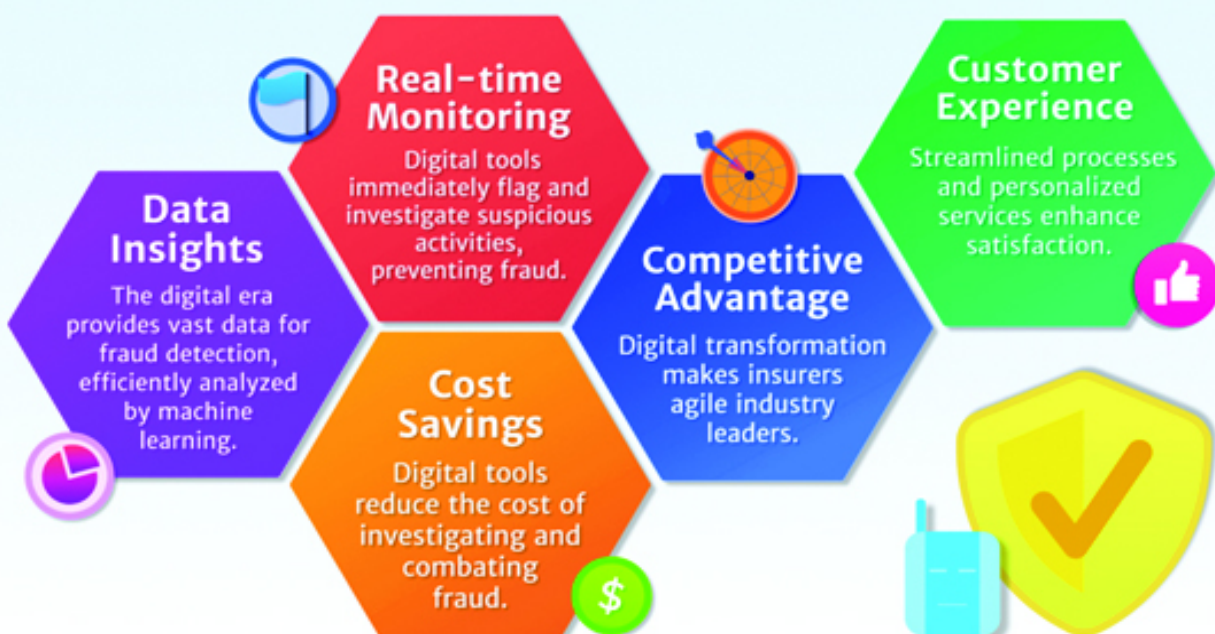 Data
Insights
The digital era
provides vast data for
fraud detection,
efficiently analyzed
by machine
learning.
Real-time
Monitoring
Digital tools
immediately flag and
investigate suspicious
activities,
preventing fraud.
Cost
Savings
Digital tools
reduce the cost of
investigating and
combating
fraud.
$
Competitive
Advantage
Digital transformation
makes insurers
agile industry
leaders.
Customer
Experience
Streamlined processes
and personalized
services enhance
satisfaction.